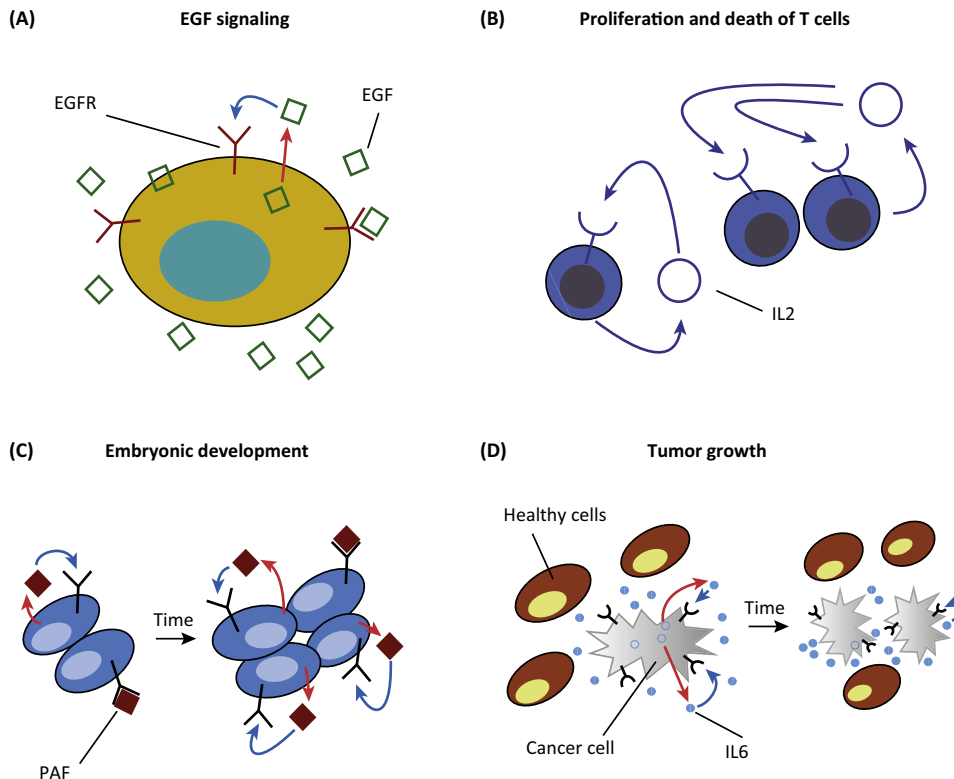 (A)
EGF signaling
EGFR
EGF
(B)
Proliferation and death of T cells
IL2
(C)
Embryonic development
Time
PAF
(D)
Tumor growth
Healthy cells
Time
Cancer cell
IL6